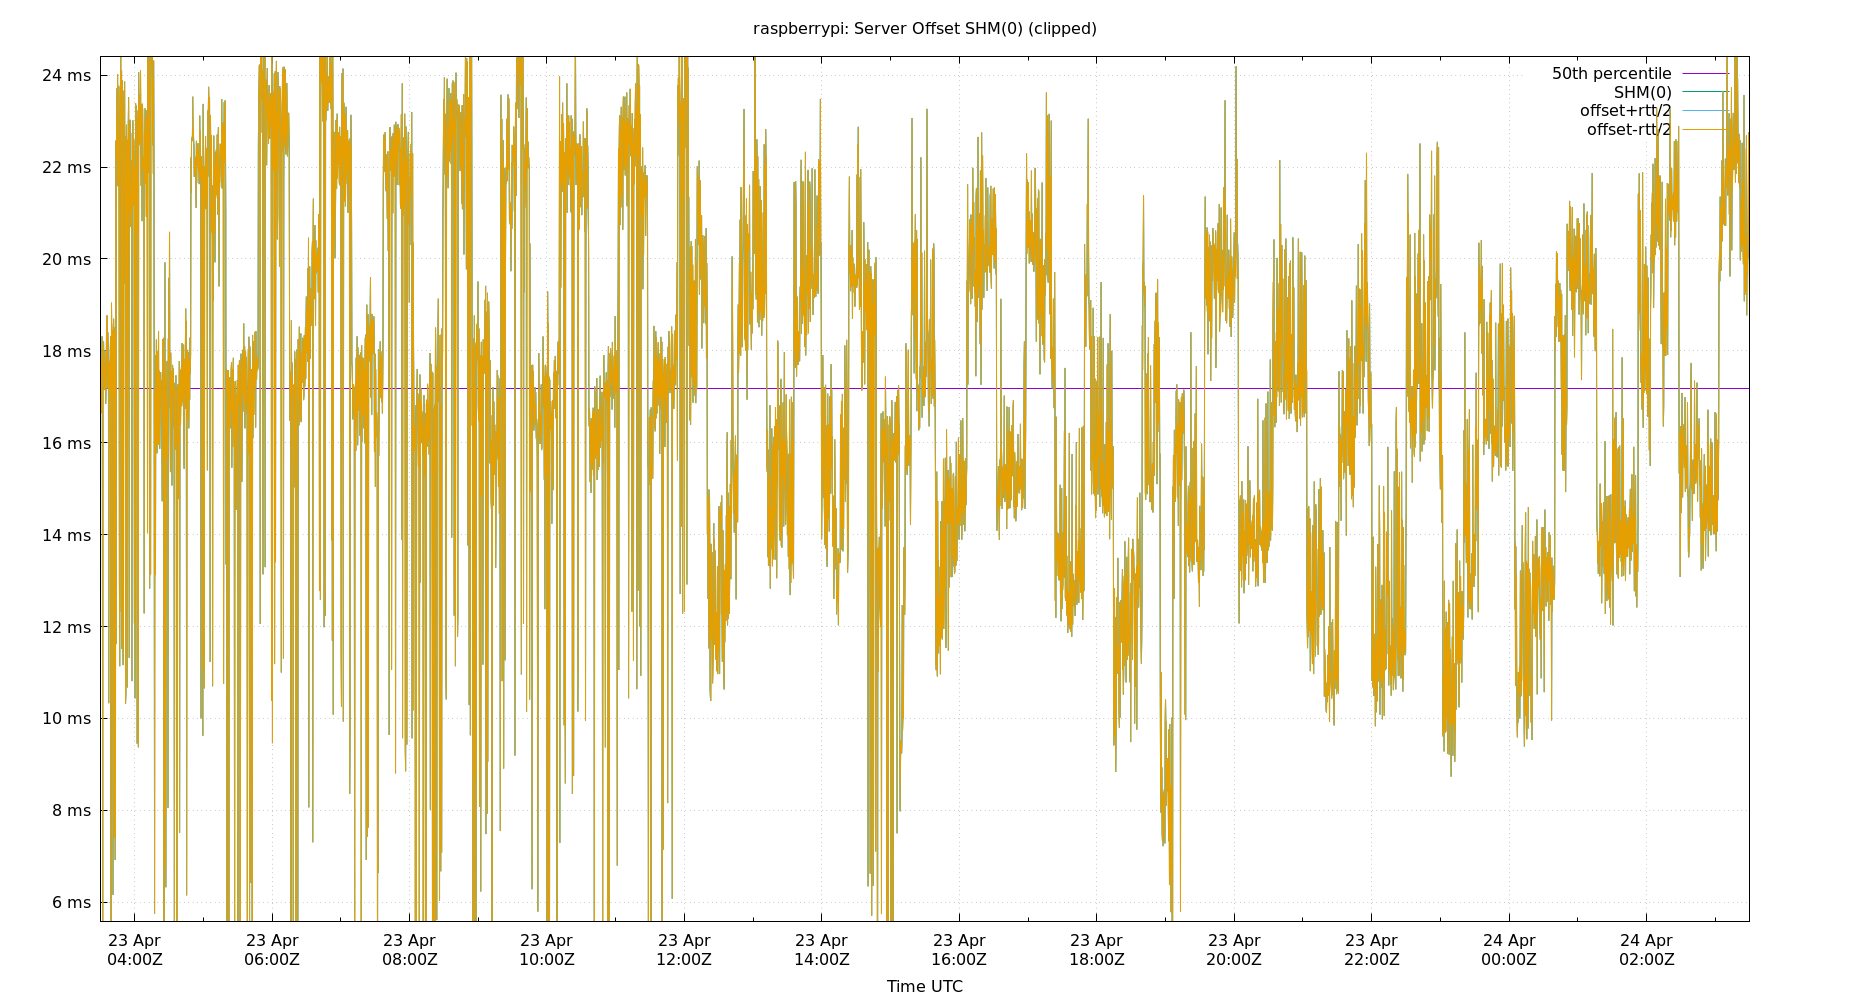 raspberrypi: Server Offset SHM(0) (clipped)
50th percentile
SHM(0)
offset+rtt/2
offset-rtt/2
24 ms
22 ms
20 ms
18 ms
16 ms
14 ms
12 ms
10 ms
8 ms
6 ms
23 Apr 23 Apr 23 Apr 23 Apr 23 Apr 23 Apr 23 Apr 23 Apr 23 Apr 23 Apr 24 Apr 24 Apr
04:00Z 06:00Z 08:00Z 10:00Z 12:00Z 14:00Z 16:00Z 18:00Z 20:00Z 22:00Z 00:00Z 02:00Z
Time UTC